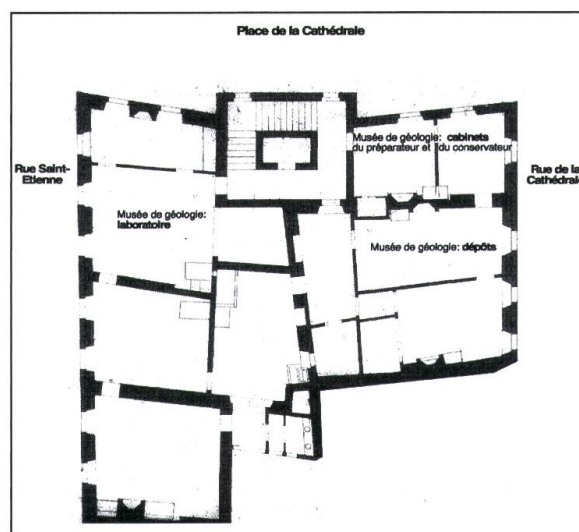 Place de la Cathédrale
Musée de géologie: cabinets
du préparateur et du conservateur
Rue Saint-
Etienne
Rue de la
Cathédrale
Musée de géologie:
laboratoire
Musée de géologie: dépôts